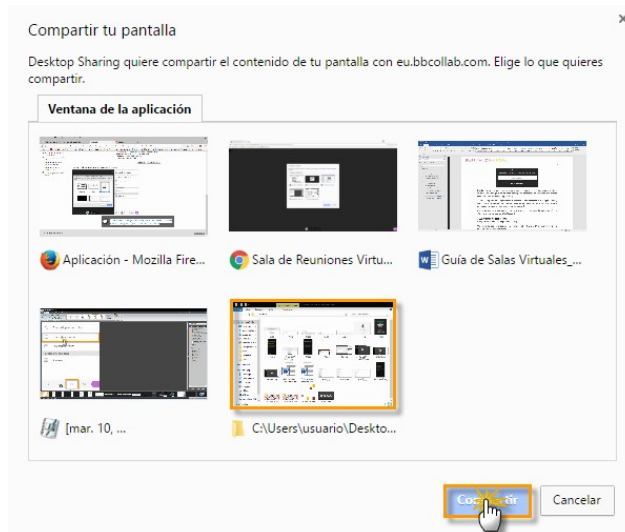 Compartir tu pantalla
Desktop Sharing quiere compartir el contenido de tu pantalla con eu.bbcollab.com. Elige lo que quieres
compartir.
Ventana de la aplicación
Aplicación - Mozilla Fire...
Sala de Reuniones Virtu...
Guía de Salas Virtuales_...
[mar. 10, ...
C:\Users\usuario\Deskto...
Compartir
Cancelar